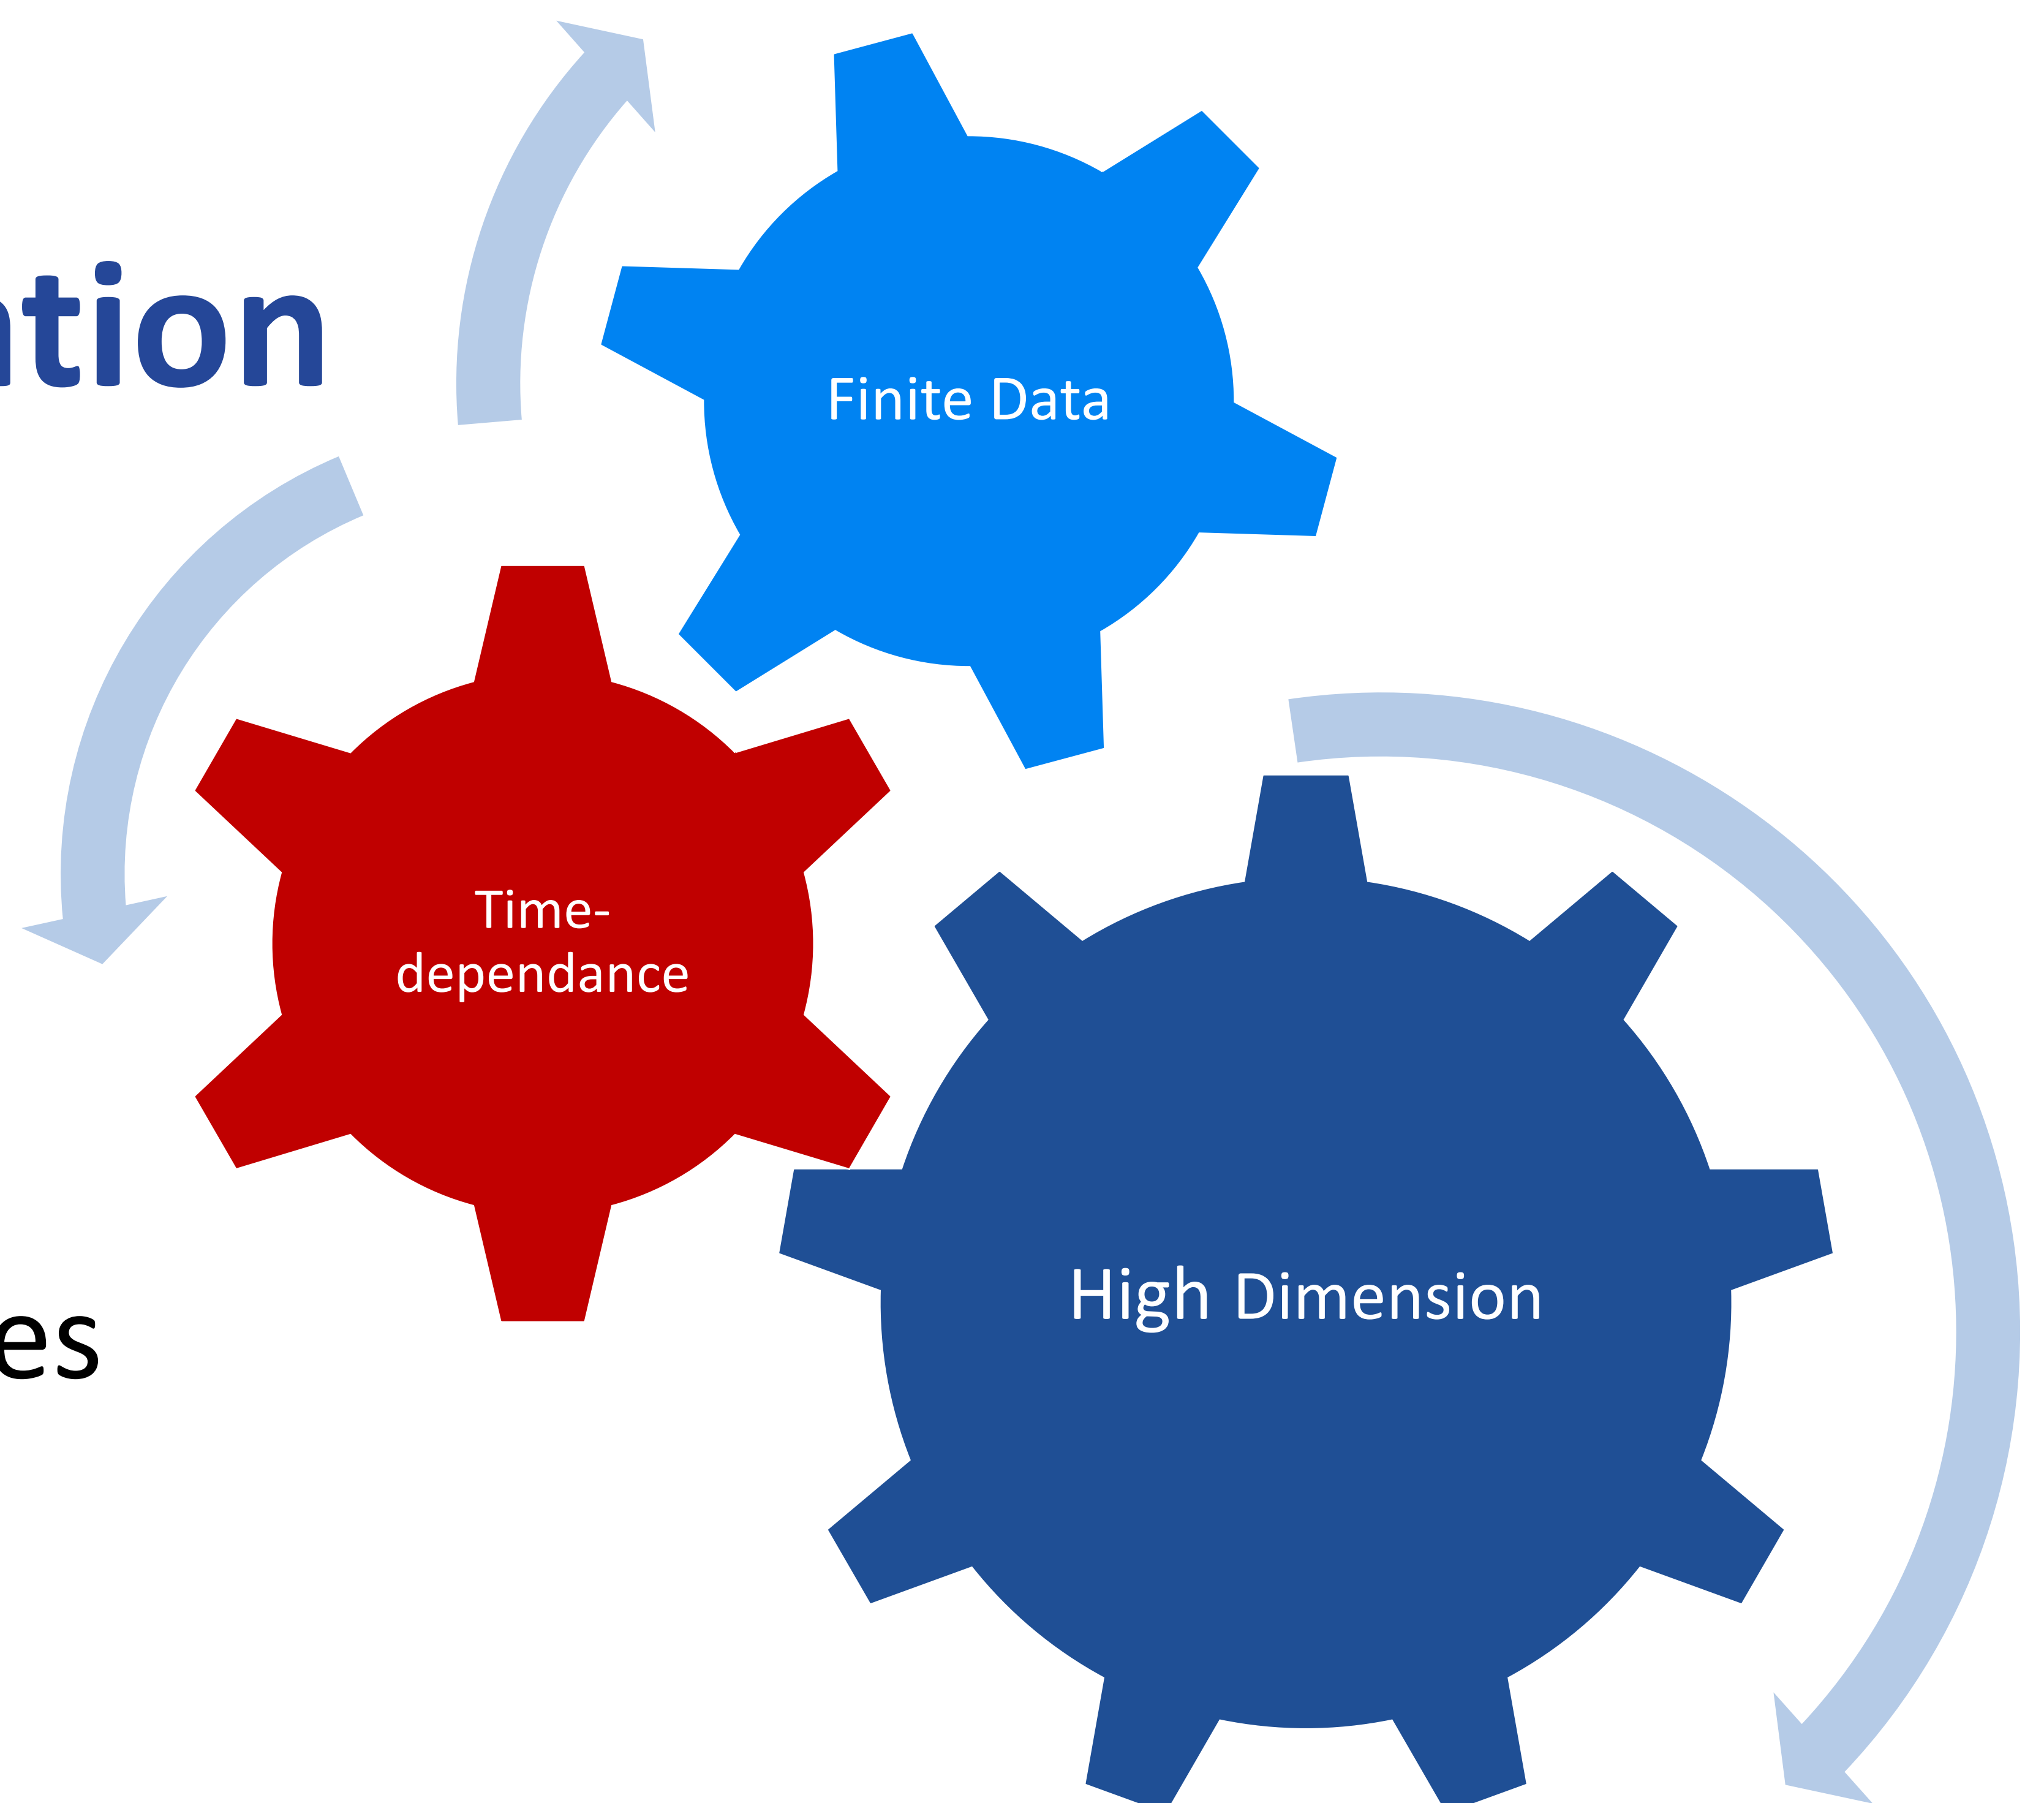 tion
Finite Data
Time-
dependance
High Dimension
es